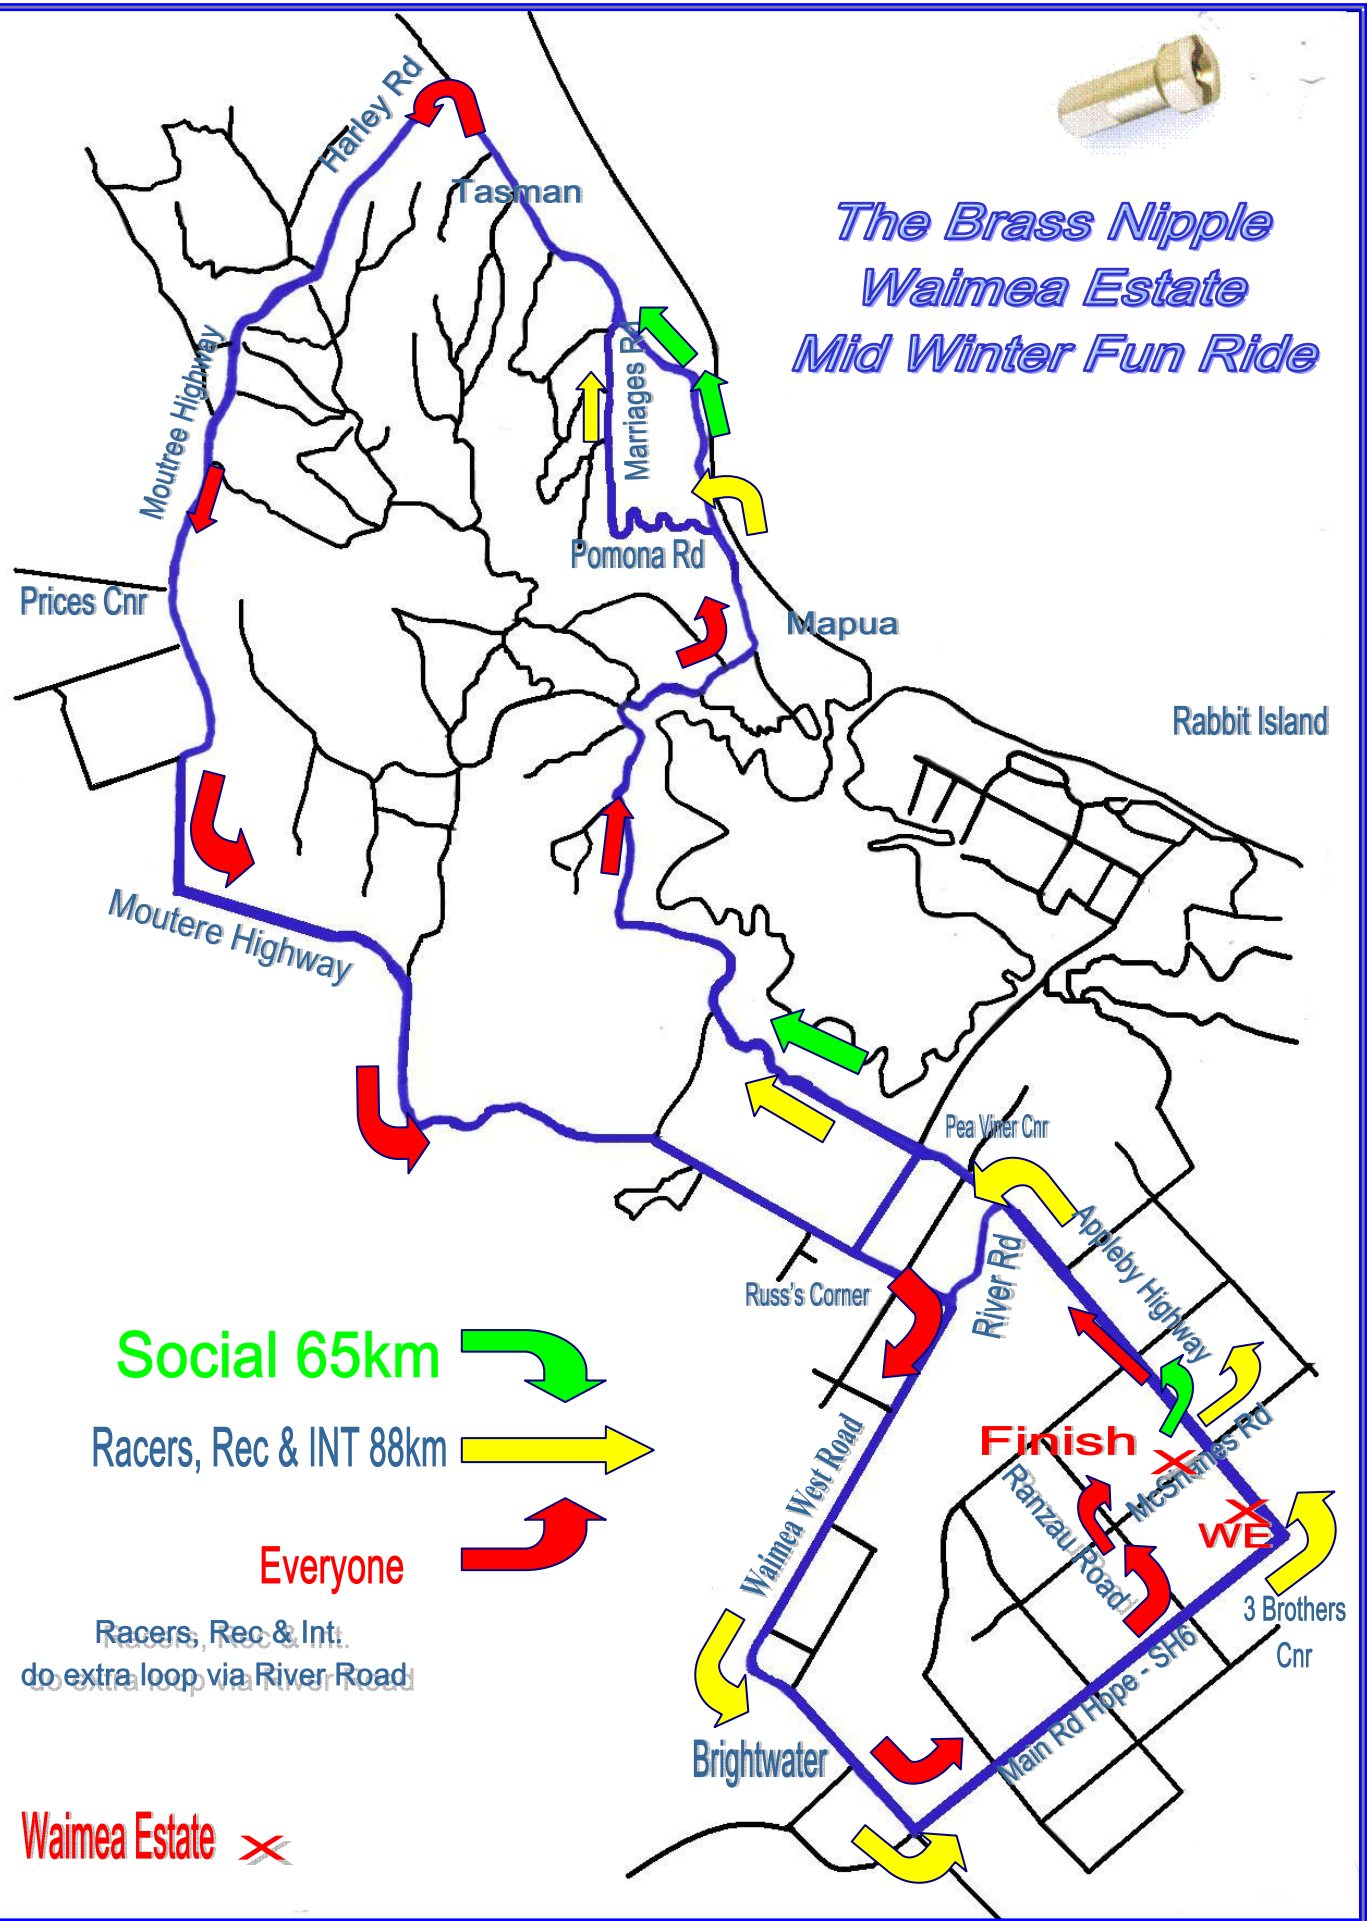 Harley Rd
Tasman
The Brass Nipple
Waimea Estate
Mid Winter Fun Ride
Moutree Highway
Marriages Rd
Pomona Rd
Prices Cnr
Mapua
Rabbit Island
Moutere Highway
Pea Viner Cnr
Appleby Highway
River Rd
Russ's Corner
Social 65km
Racers, Rec & INT 88km
Everyone
Racers, Rec & Int.
do extra loop via River Road
Finish X
McShanes Rd
Ranzau Road
Waimea West Road
X
WE
3 Brothers
Cnr
Main Rd Hope - SH6
Brightwater
Waimea Estate X